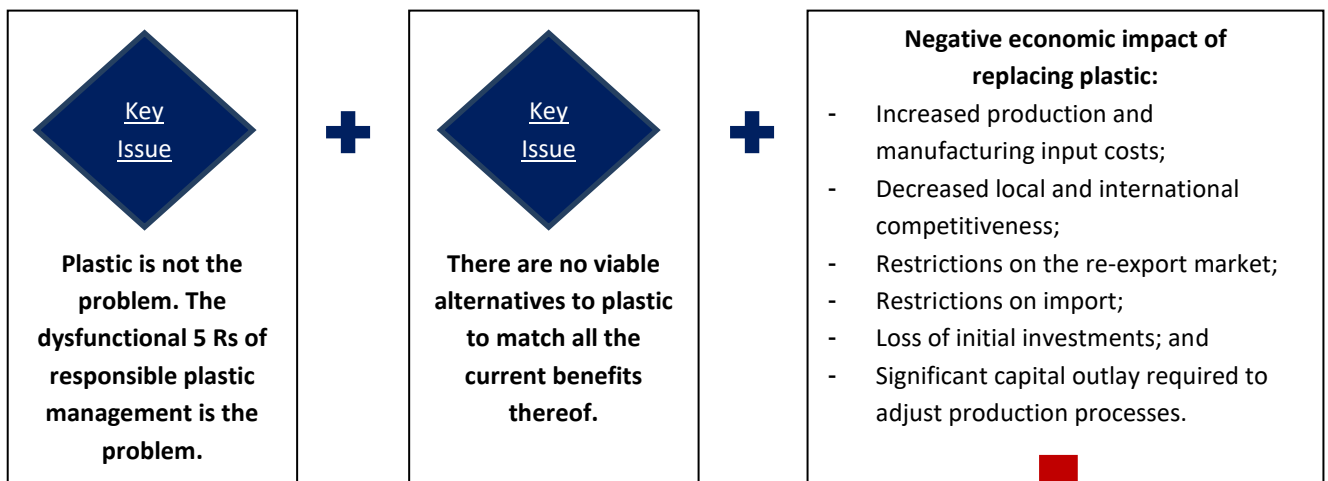 Key
Issue
Plastic is not the
problem. The
dysfunctional 5 Rs of
responsible plastic
management is the
problem.
Key
Issue
There are no viable
alternatives to plastic
to match all the
current benefits
thereof.
Negative economic impact of
replacing plastic:
- Increased production and
manufacturing input costs;
- Decreased local and international
competitiveness;
- Restrictions on the re-export market;
- Restrictions on import;
- Loss of initial investments; and
- Significant capital outlay required to
adjust production processes.